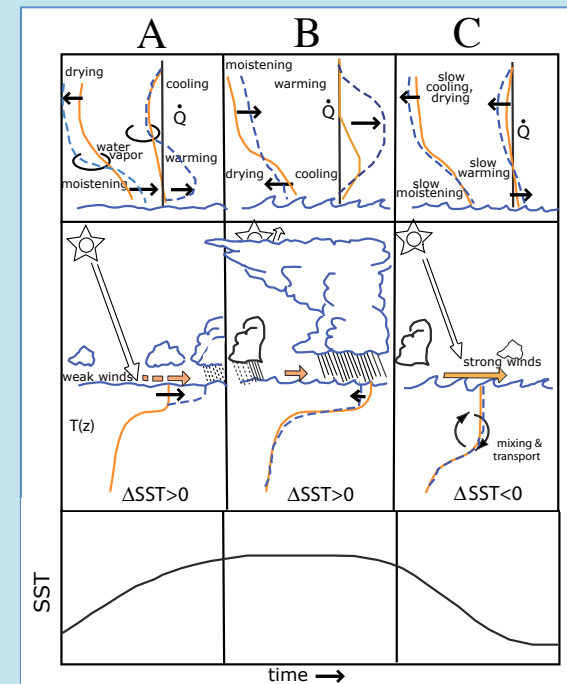 A
B
C
drying
cooling
Q̇
water
vapor
warming
moistening
moistening
warming
Q̇
drying
cooling
slow
cooling,
drying
Q̇
slow
warming
slow
moistening
weak winds
T(z)
ΔSST>0
ΔSST>0
strong winds
mixing &
transport
ΔSST<0
SST
time